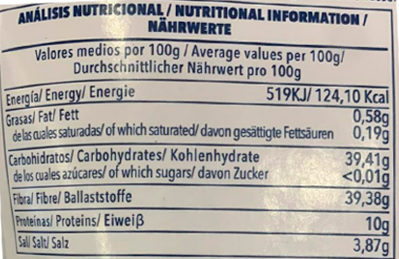 ANÁLISIS NUTRICIONAL / NUTRITIONAL INFORMATION /
NÄHRWERTE
Valores medios por 100g / Average values per 100g/
Durchschnittlicher Nährwert pro 100g
Energía/ Energy/ Energie 519KJ/ 124,10 Kcal
Grasas/ Fat/ Fett 0,58g
de las cuales saturadas/ of which saturated/ davon gesättigte Fettsäuren 0,19g
Carbohidratos/ Carbohydrates/ Kohlenhydrate 39,41g
de los cuales azúcares/ of which sugars/ davon Zucker <0,01g
Fibra/ Fibre/ Ballaststoffe 39,38g
Proteinas/ Proteins/ Eiweiβ 10g
Sal/ Salt/ Salz 3,87g